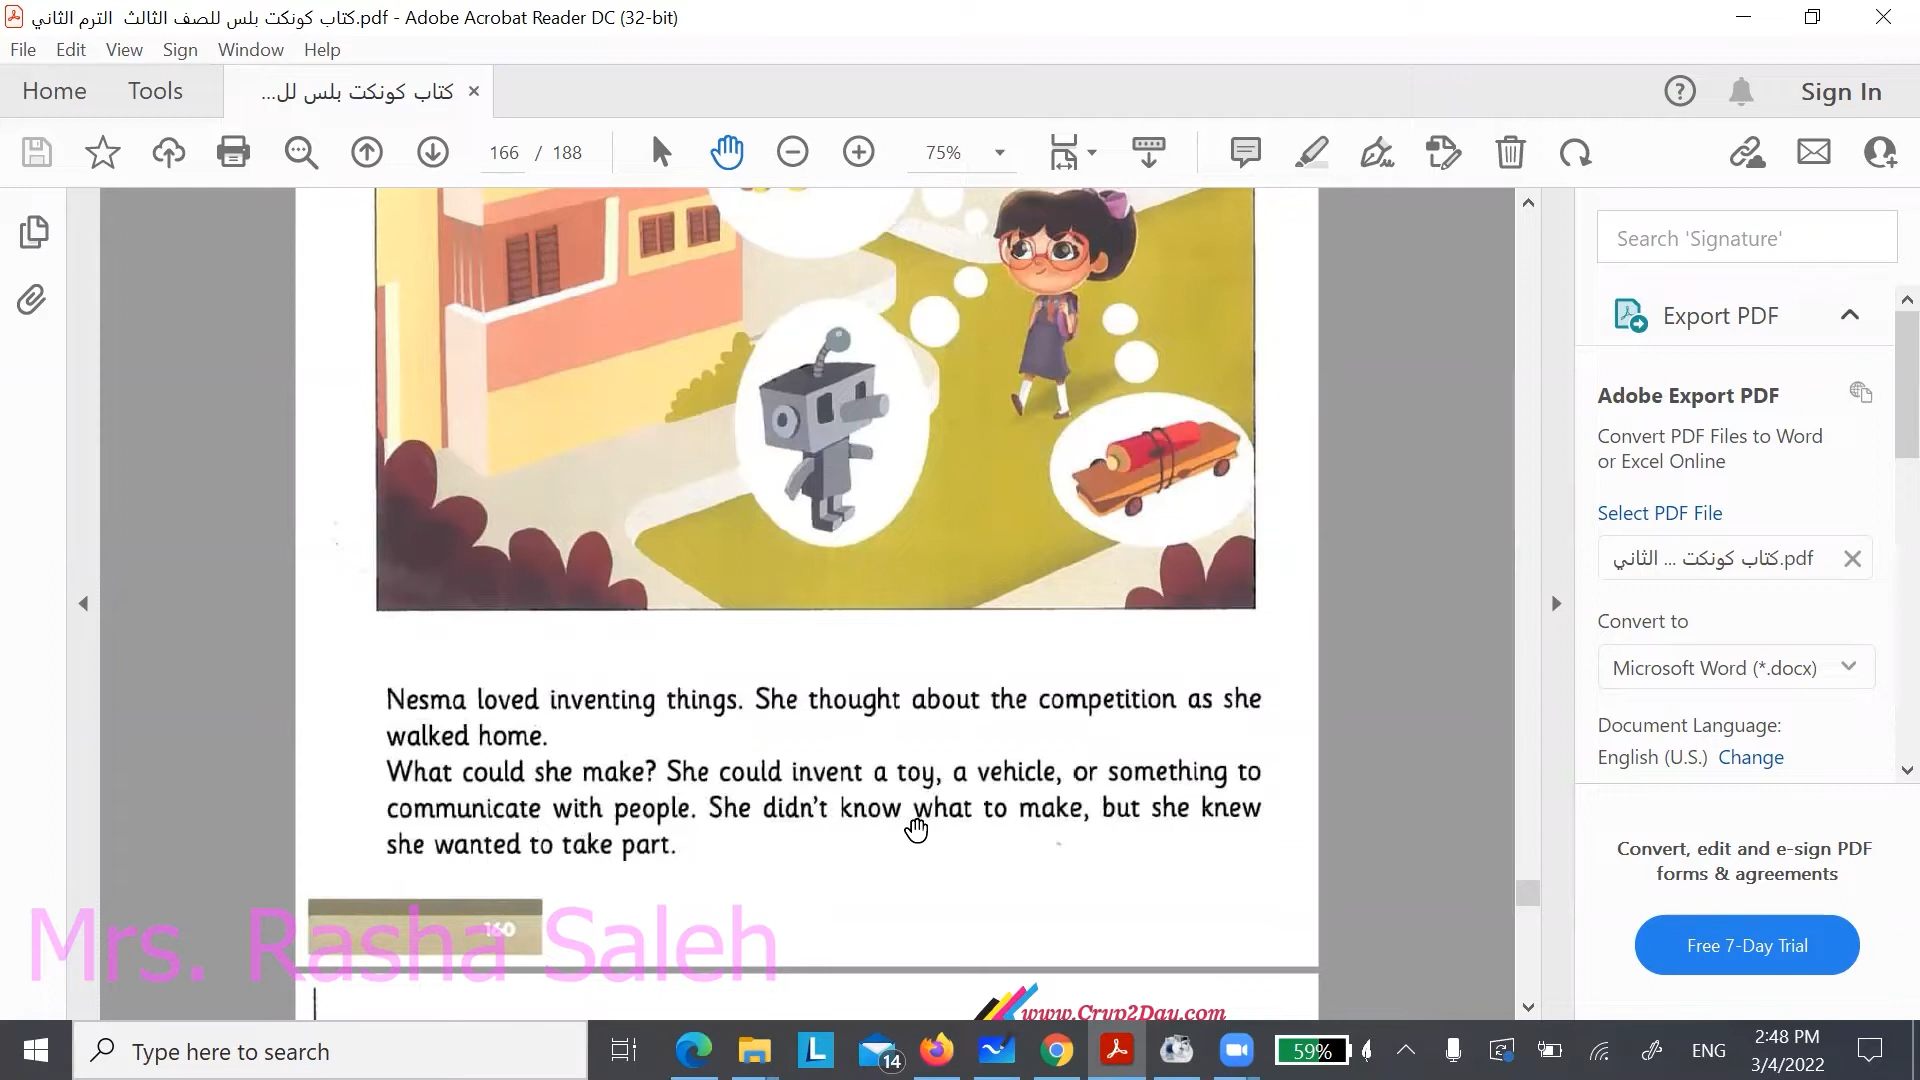 كتاب كونكت بلس للصف الثالث الترم الثاني.pdf - Adobe Acrobat Reader DC (32-bit)
File Edit View Sign Window Help
Home Tools كتاب كونكت بلس لل... × Sign In
166 / 188 75%
Search 'Signature'
Export PDF
Adobe Export PDF
Convert PDF Files to Word
or Excel Online
Select PDF File
كتاب كونكت ... الثاني.pdf
Convert to
Microsoft Word (*.docx)
Document Language:
English (U.S.) Change
Convert, edit and e-sign PDF
forms & agreements
Free 7-Day Trial
Nesma loved inventing things. She thought about the competition as she
walked home.
What could she make? She could invent a toy, a vehicle, or something to
communicate with people. She didn't know what to make, but she knew
she wanted to take part.
160
Mrs. Rasha Saleh
www.Cryp2Day.com
Type here to search
L
14
59%
ENG
2:48 PM
3/4/2022